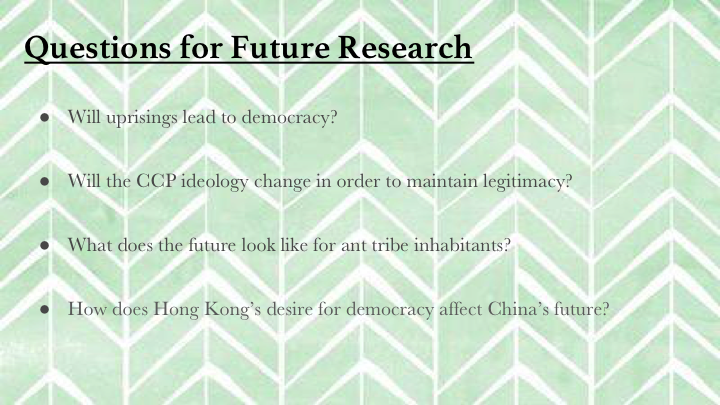 Questions for Future Research
● Will uprisings lead to democracy?
● Will the CCP ideology change in order to maintain legitimacy?
● What does the future look like for ant tribe inhabitants?
● How does Hong Kong’s desire for democracy affect China’s future?